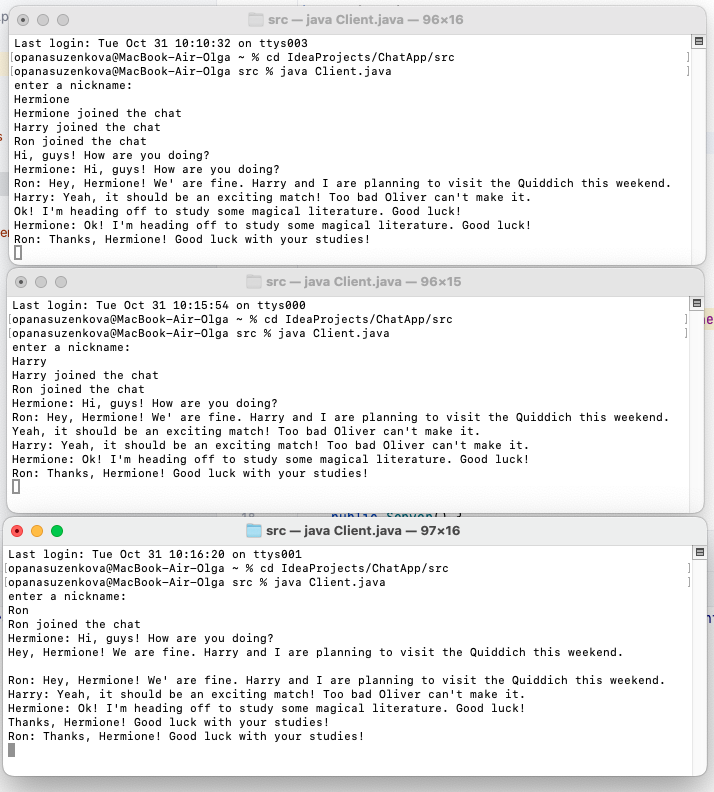 src — java Client.java — 96×16
Last login: Tue Oct 31 10:10:32 on ttys003
[opanasuzenkova@MacBook-Air-Olga ~ % cd IdeaProjects/ChatApp/src ]
[opanasuzenkova@MacBook-Air-Olga src % java Client.java ]
enter a nickname:
Hermione
Hermione joined the chat
Harry joined the chat
Ron joined the chat
Hi, guys! How are you doing?
Hermione: Hi, guys! How are you doing?
Ron: Hey, Hermione! We' are fine. Harry and I are planning to visit the Quiddich this weekend.
Harry: Yeah, it should be an exciting match! Too bad Oliver can't make it.
Ok! I'm heading off to study some magical literature. Good luck!
Hermione: Ok! I'm heading off to study some magical literature. Good luck!
Ron: Thanks, Hermione! Good luck with your studies!
src — java Client.java — 96×15
Last login: Tue Oct 31 10:15:54 on ttys000
[opanasuzenkova@MacBook-Air-Olga ~ % cd IdeaProjects/ChatApp/src ]
[opanasuzenkova@MacBook-Air-Olga src % java Client.java ]
enter a nickname:
Harry
Harry joined the chat
Ron joined the chat
Hermione: Hi, guys! How are you doing?
Ron: Hey, Hermione! We' are fine. Harry and I are planning to visit the Quiddich this weekend.
Yeah, it should be an exciting match! Too bad Oliver can't make it.
Harry: Yeah, it should be an exciting match! Too bad Oliver can't make it.
Hermione: Ok! I'm heading off to study some magical literature. Good luck!
Ron: Thanks, Hermione! Good luck with your studies!
public Server() {
src — java Client.java — 97×16
Last login: Tue Oct 31 10:16:20 on ttys001
[opanasuzenkova@MacBook-Air-Olga ~ % cd IdeaProjects/ChatApp/src ]
[opanasuzenkova@MacBook-Air-Olga src % java Client.java ]
enter a nickname:
Ron
Ron joined the chat
Hermione: Hi, guys! How are you doing?
Hey, Hermione! We are fine. Harry and I are planning to visit the Quiddich this weekend.
Ron: Hey, Hermione! We' are fine. Harry and I are planning to visit the Quiddich this weekend.
Harry: Yeah, it should be an exciting match! Too bad Oliver can't make it.
Hermione: Ok! I'm heading off to study some magical literature. Good luck!
Thanks, Hermione! Good luck with your studies!
Ron: Thanks, Hermione! Good luck with your studies!